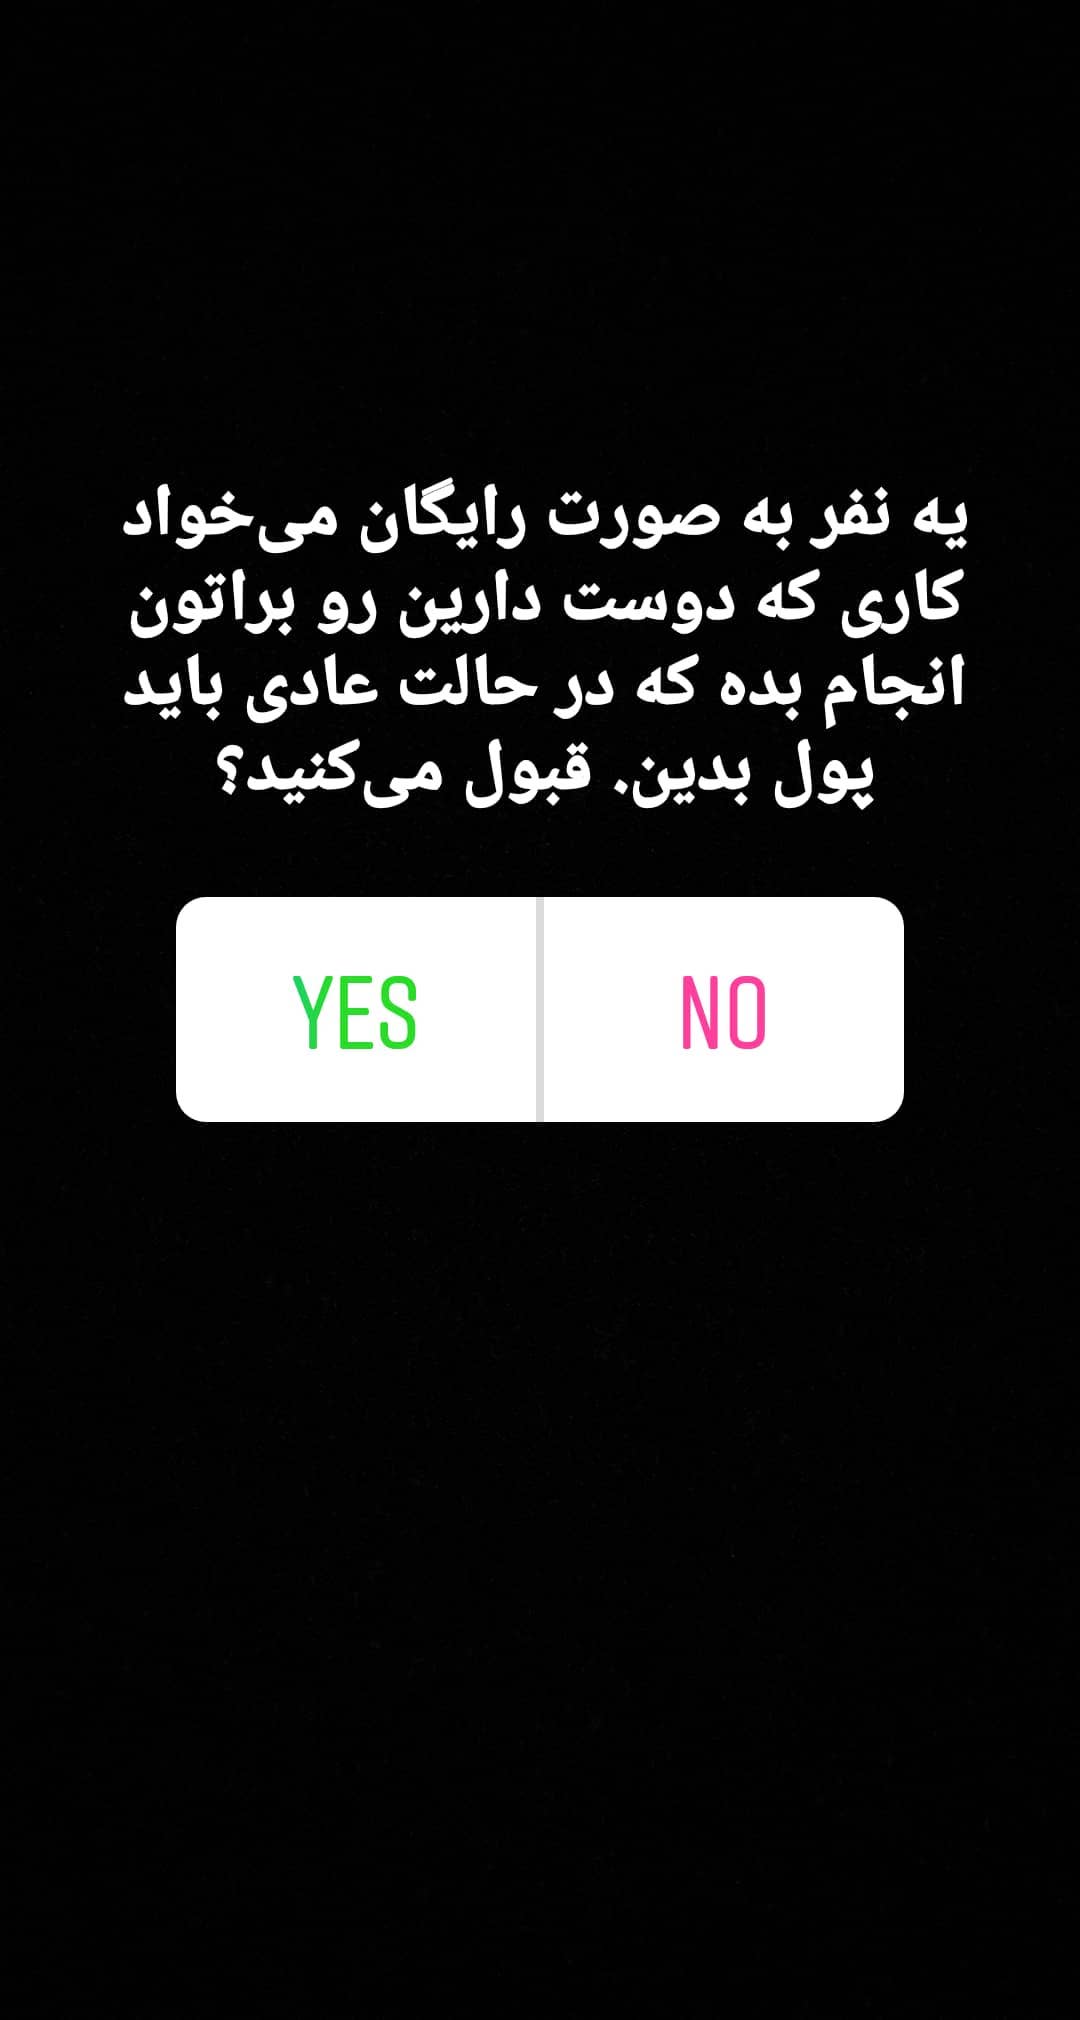 یه نفر به صورت رایگان می‌خواد
کاری که دوست دارین رو براتون
انجام بده که در حالت عادی باید
پول بدین. قبول می‌کنید؟
YES NO